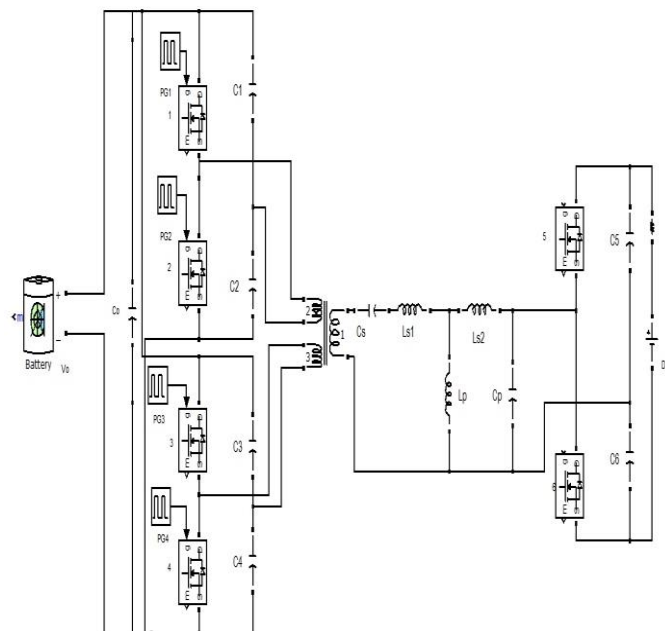 PG1
1
g
E
C1
PG2
2
g
E
C2
+
<m
−
Battery
Vo
Co
2
1
3
Cs
Ls1
Ls2
Lp
Cp
5
g
E
C5
D
PG3
3
g
E
C3
PG4
4
g
E
C4
6
g
E
C6